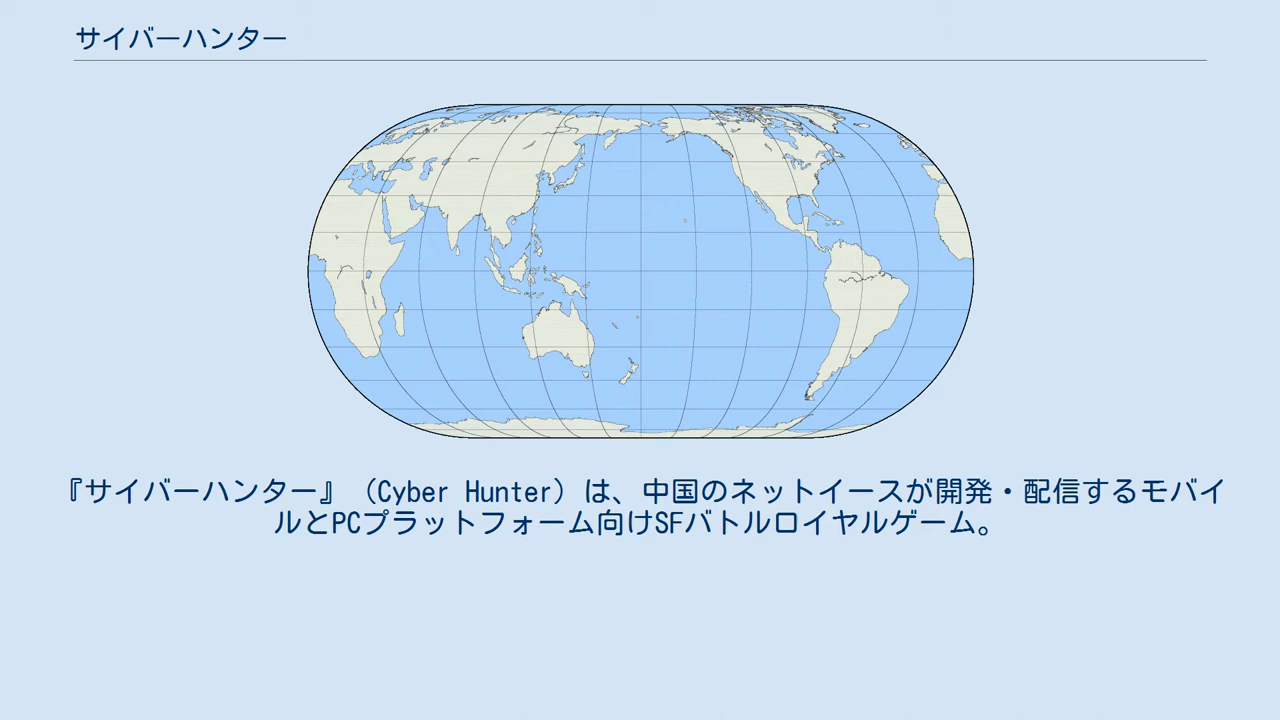 サイバーハンター
『サイバーハンター』（Cyber Hunter）は、中国のネットイースが開発・配信するモバイ
ルとPCプラットフォーム向けSFバトルロイヤルゲーム。